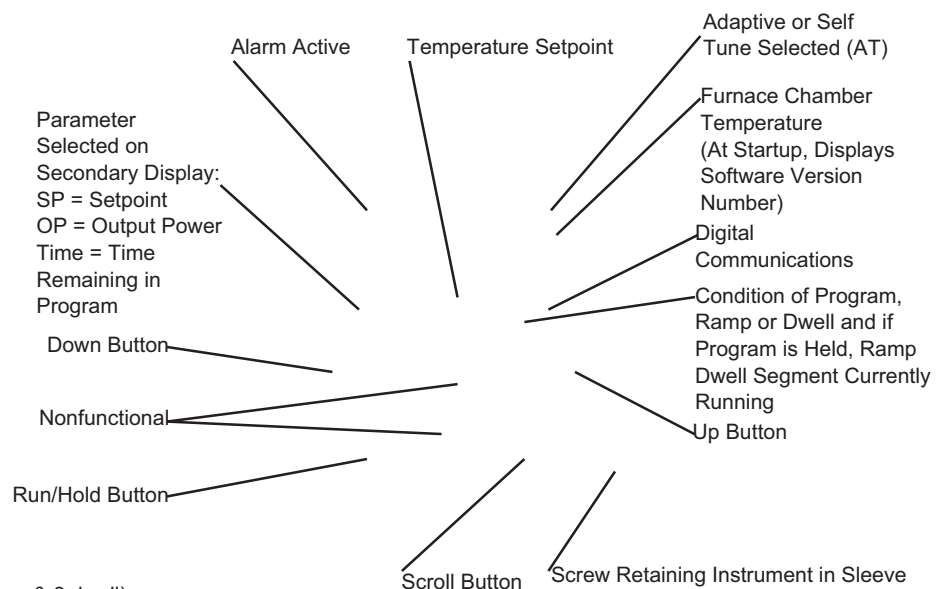 Alarm Active
Temperature Setpoint
Adaptive or Self
Tune Selected (AT)
Furnace Chamber
Temperature
(At Startup, Displays
Software Version
Number)
Parameter
Selected on
Secondary Display:
SP = Setpoint
OP = Output Power
Time = Time
Remaining in
Program
Digital
Communications
Condition of Program,
Ramp or Dwell and if
Program is Held, Ramp
Dwell Segment Currently
Running
Down Button
Nonfunctional
Up Button
Run/Hold Button
Scroll Button
Screw Retaining Instrument in Sleeve